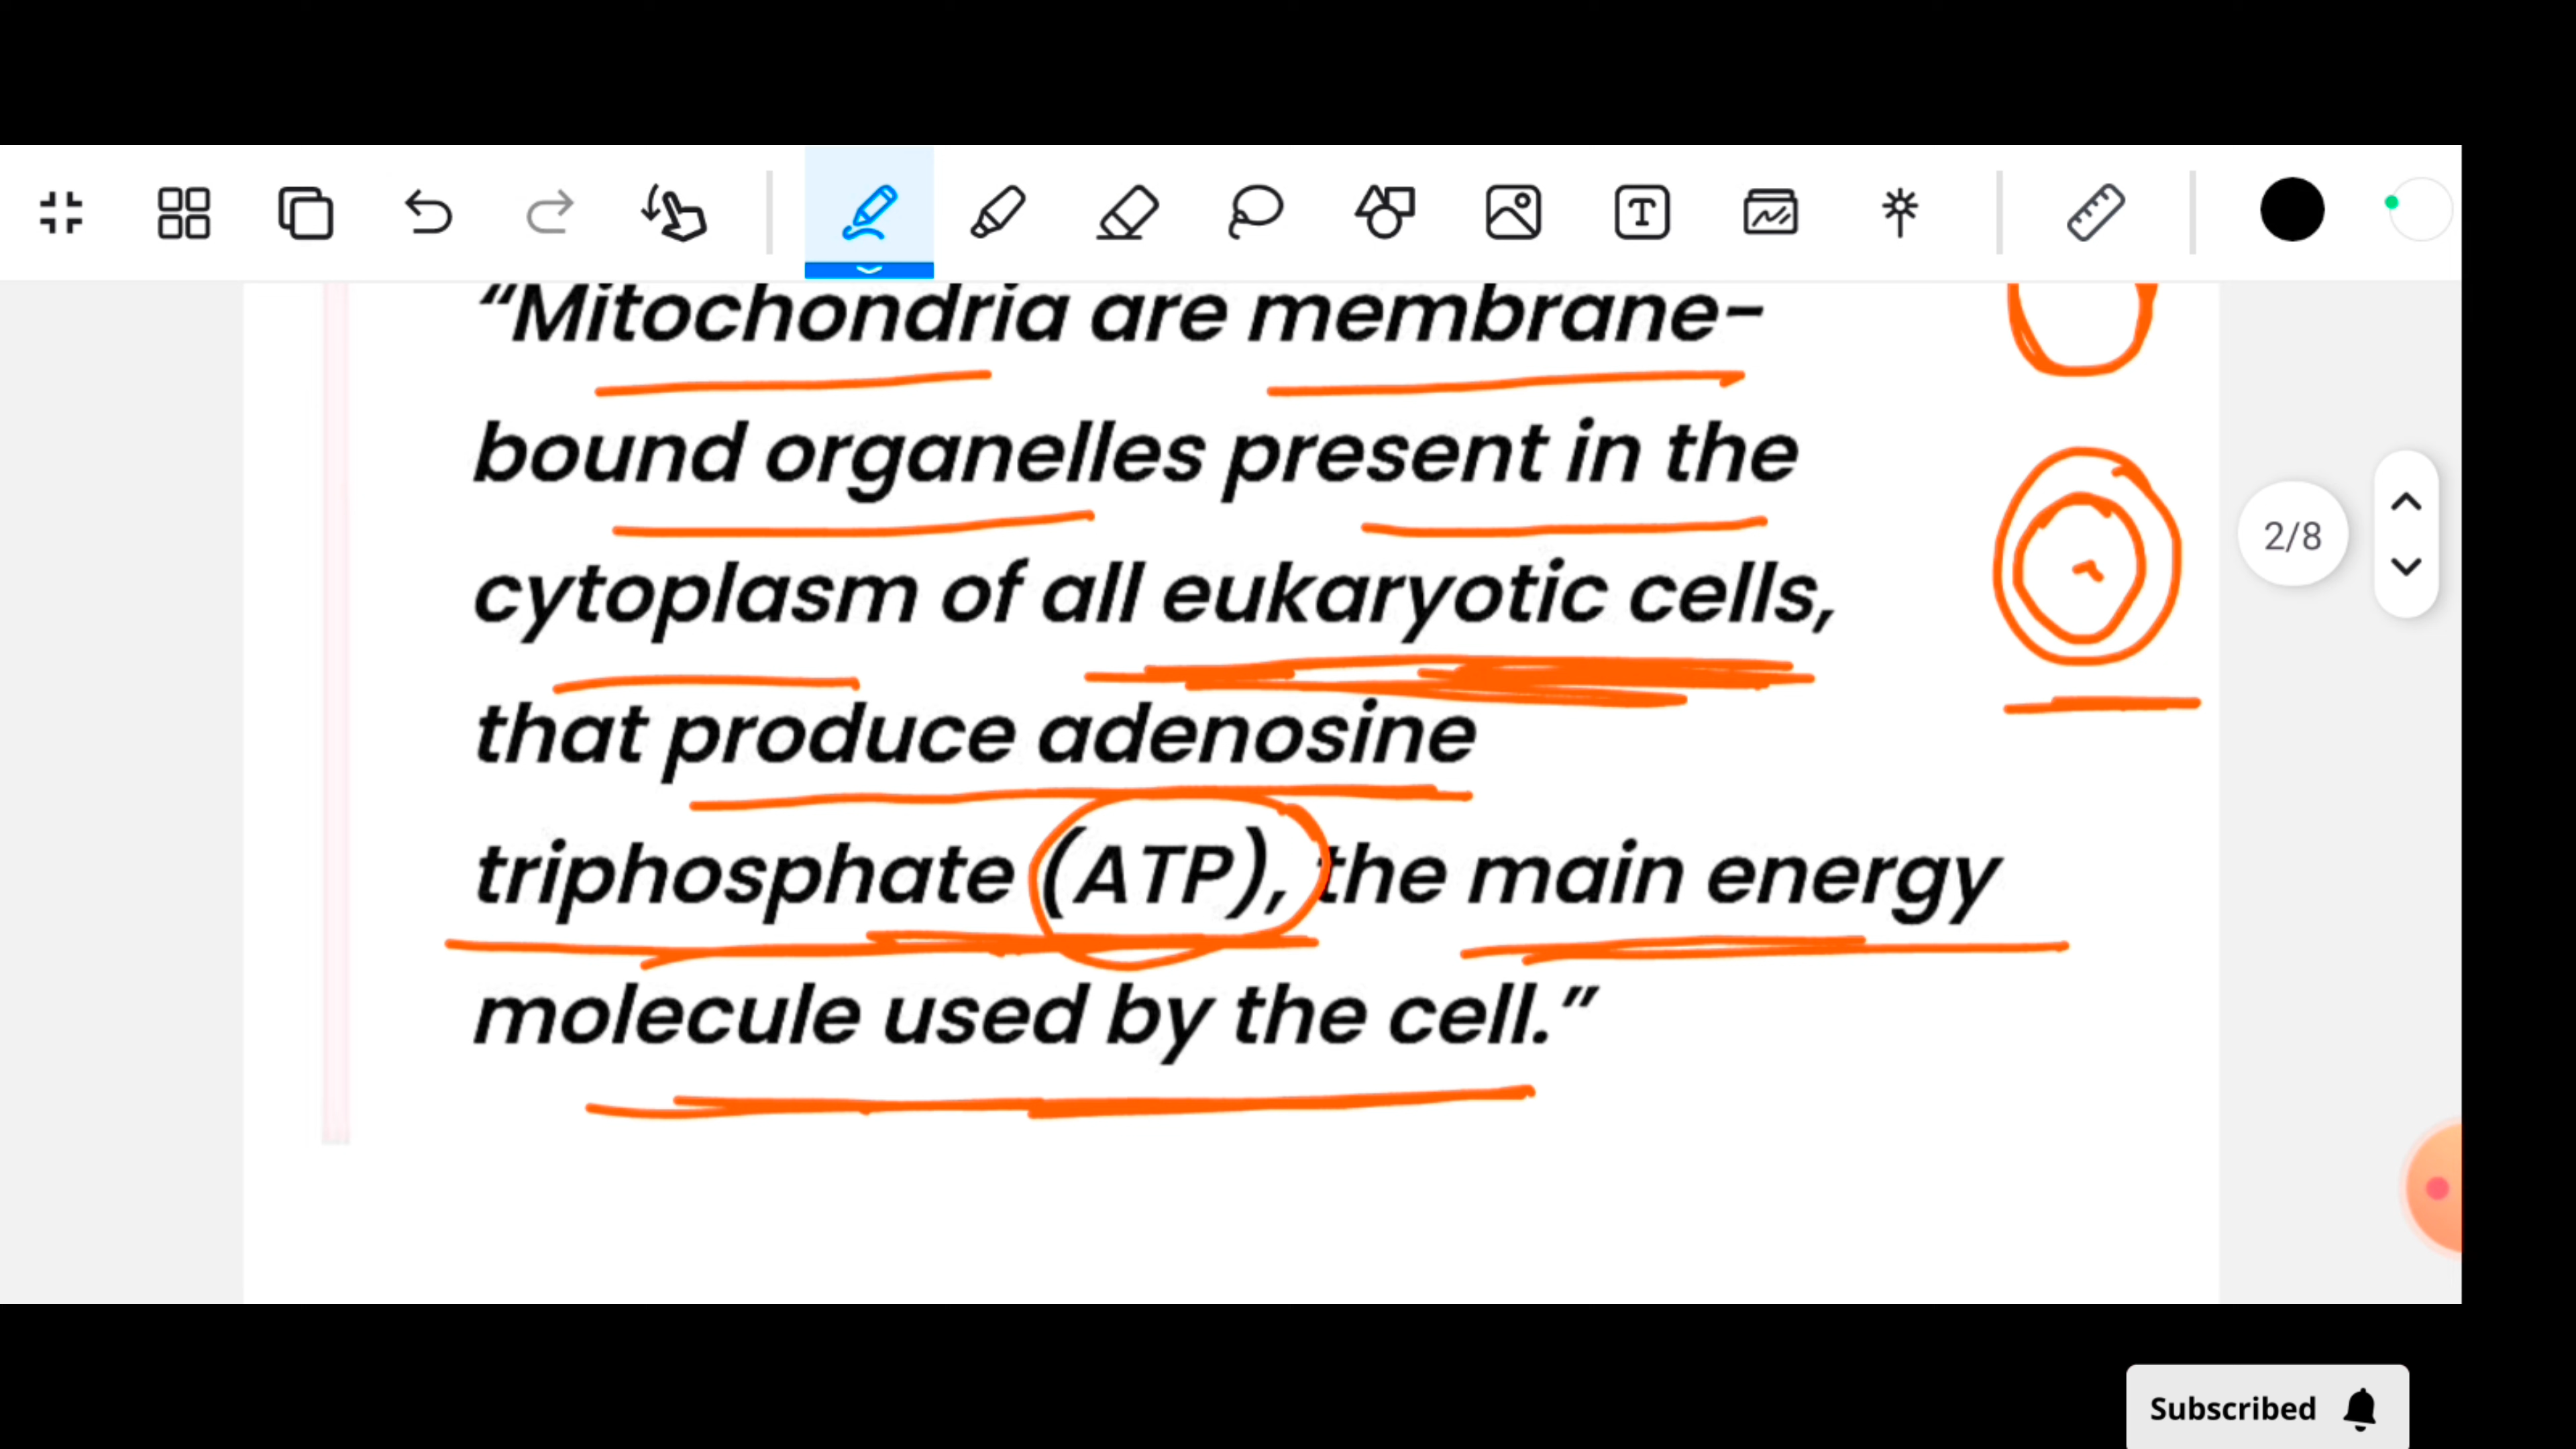 “Mitochondria are membrane-
bound organelles present in the
cytoplasm of all eukaryotic cells,
that produce adenosine
triphosphate (ATP), the main energy
molecule used by the cell.”
2/8
Subscribed